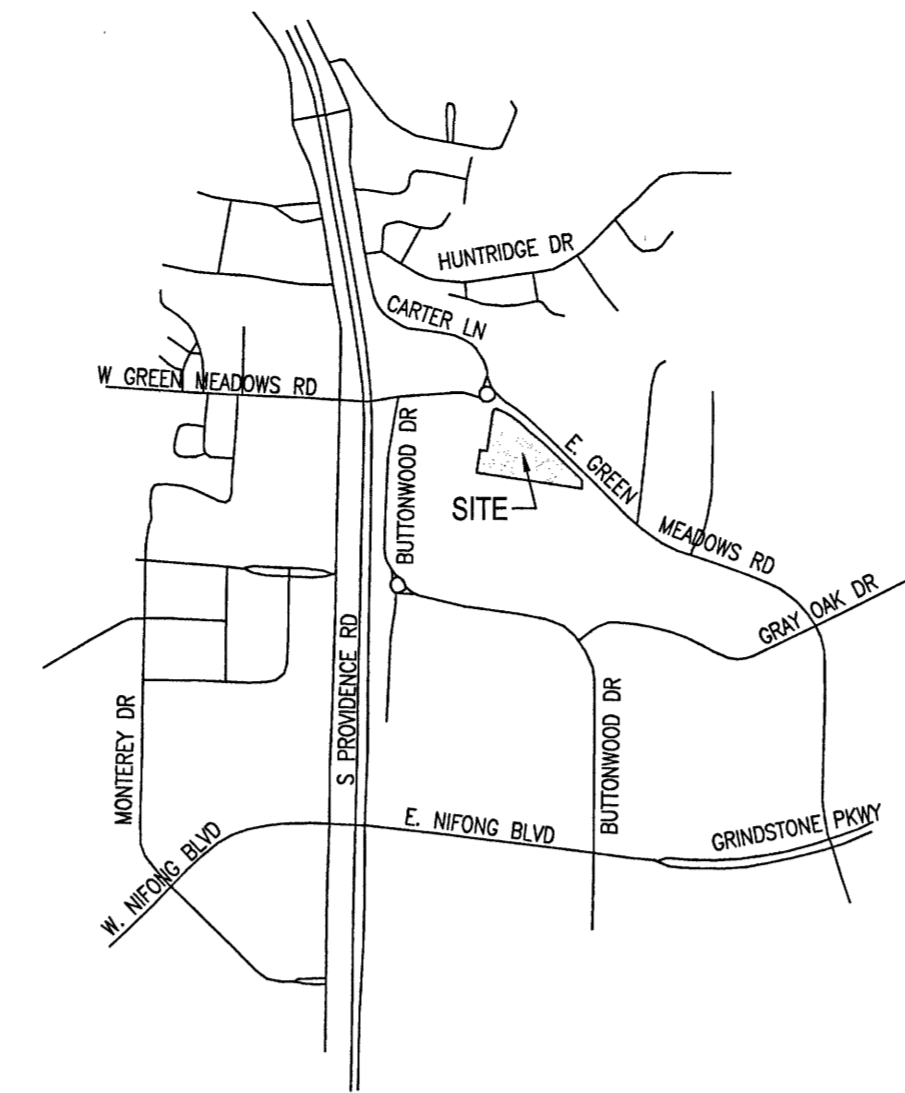 HUNTRIDGE DR
CARTER LN
W GREEN MEADOWS RD
BUTTONWOOD DR
E. GREEN
MEADOWS RD
SITE
GRAY OAK DR
S PROVIDENCE RD
MONTEREY DR
BUTTONWOOD DR
W. NIFONG BLVD
E. NIFONG BLVD
GRINDSTONE PKWY